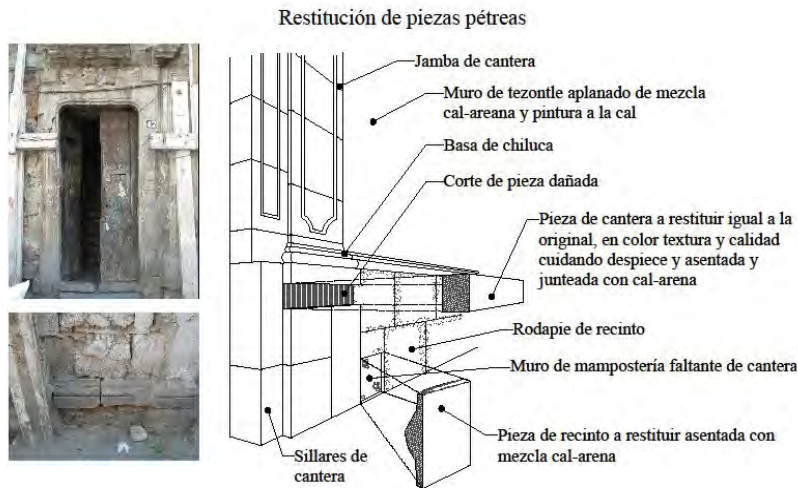 Restitución de piezas pétreas
Jamba de cantera
Muro de tezontle aplanado de mezcla
cal-areana y pintura a la cal
Basa de chiluca
Corte de pieza dañada
Pieza de cantera a restituir igual a la
original, en color textura y calidad
cuidando despiece y asentada y
junteada con cal-arena
Rodapie de recinto
Muro de mampostería faltante de cantera
Pieza de recinto a restituir asentada con
mezcla cal-arena
Sillares de
cantera